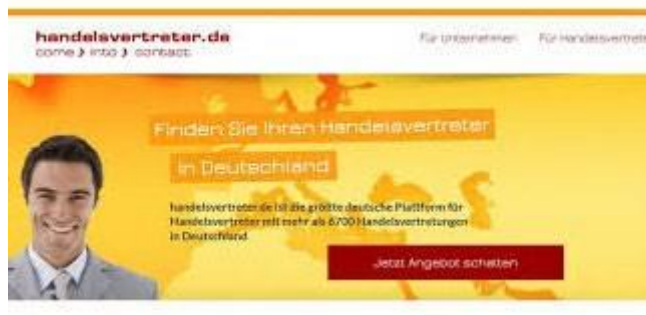 handelsvertreter.de
come › into › contact
Für Unternehmen Für Handelsvertrete
Finden Sie Ihren Handelsvertreter
in Deutschland
handelsvertreter.de ist die größte deutsche Plattform für
Handelsvertreter mit mehr als 6700 Handelsvertretungen
in Deutschland
Jetzt Angebot schalten